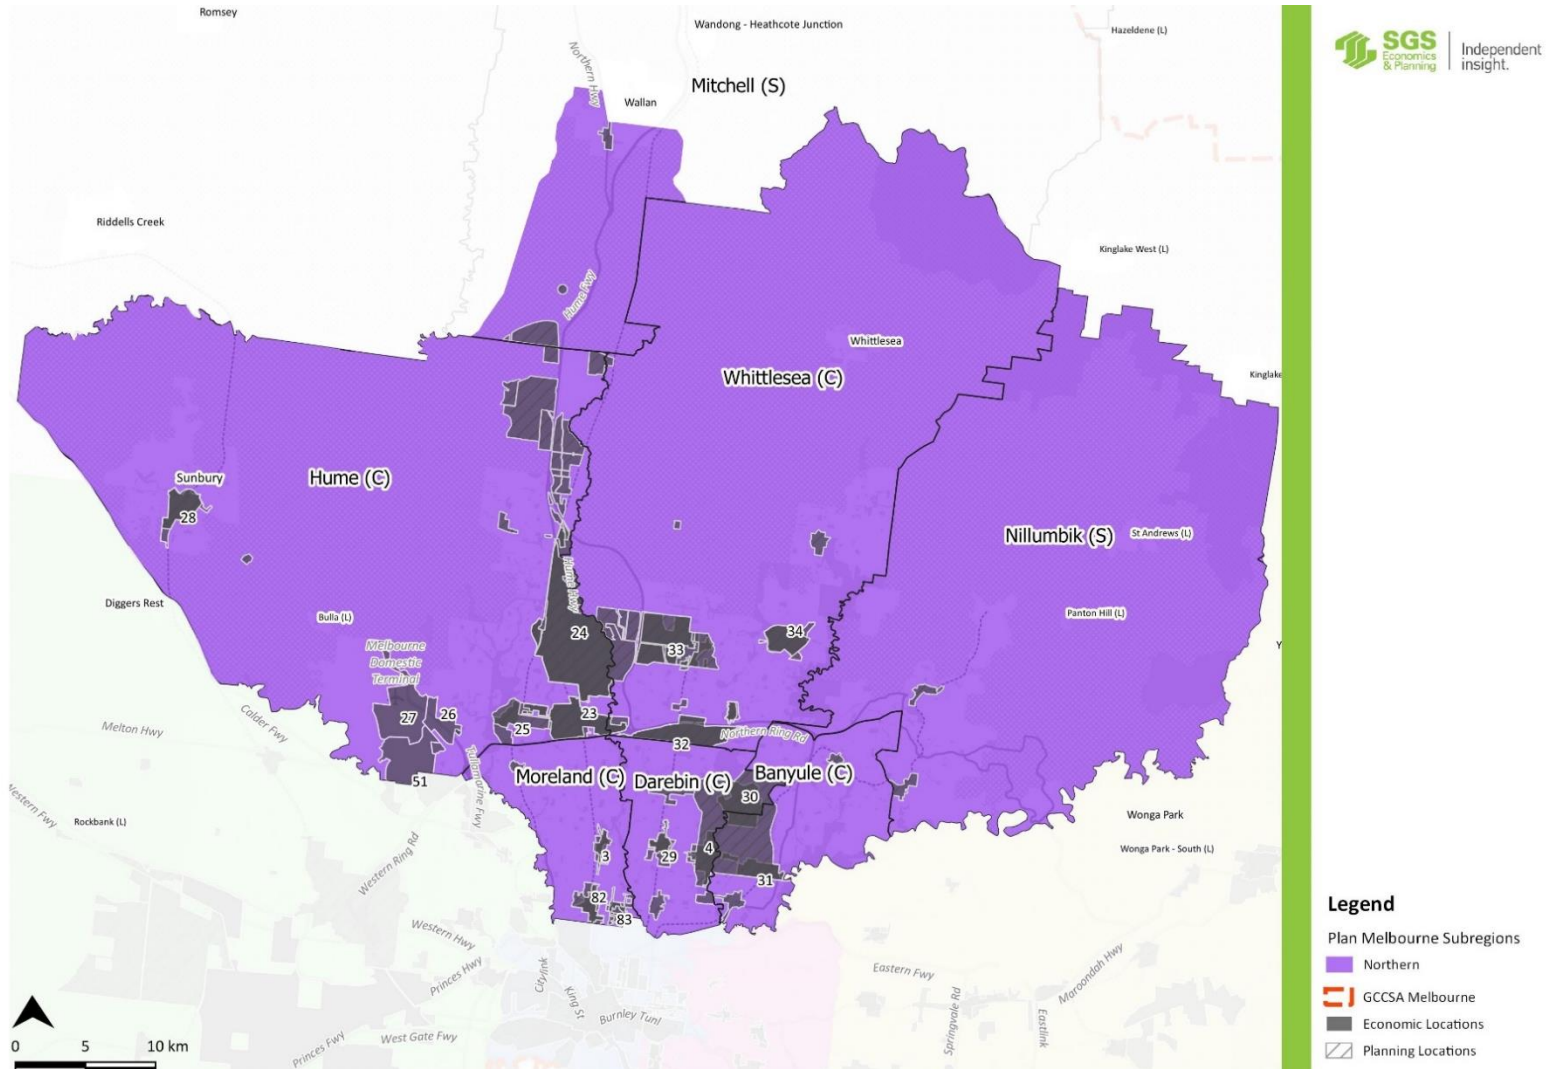 Romsey
Wandong - Heathcote Junction
Hazeldene (L)
SGS
Economics
& Planning
Independent
insight.
Northern Hwy
Mitchell (S)
Wallan
Riddells Creek
Kinglake West (L)
Hume Fwy
Whittlesea
Whittlesea (C)
Kinglake
Sunbury
Hume (C)
28
Nillumbik (S)
St Andrews (L)
Hume Hwy
Diggers Rest
Bulla (L)
Panton Hill (L)
24
34
33
Y
Melbourne
Domestic
Terminal
27
26
25
23
Melton Hwy
Calder Fwy
32
Northern Ring Rd
Tullamarine Fwy
51
Moreland (C)
Darebin (C)
Banyule (C)
30
Western Fwy
Rockbank (L)
Wonga Park
Wonga Park - South (L)
Western Ring Rd
3
29
4
31
82
83
Western Hwy
Princes Hwy
Citylink
King St
Burnley Tunl
West Gate Fwy
Princes Fwy
Eastern Fwy
Springvale Rd
Eastlink
Maroondah Hwy
0 5 10 km
Legend
Plan Melbourne Subregions
Northern
GCCSA Melbourne
Economic Locations
Planning Locations